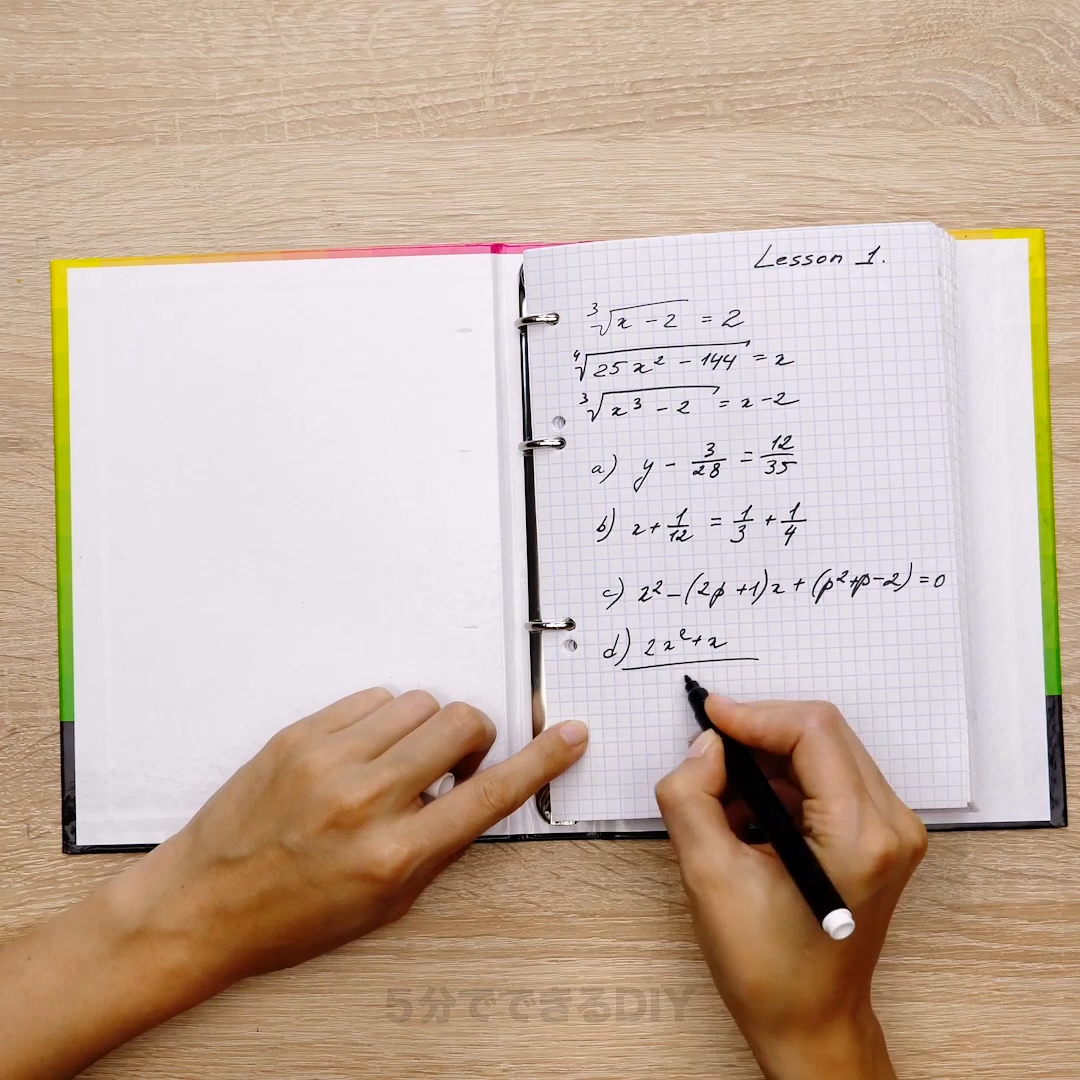 Lesson 1.
∛(x - 2) = 2
∜(25x² - 144) = x
∛(x³ - 2) = x - 2
a) y - 3/28 = 12/35
b) x + 1/12 = 1/3 + 1/4
c) x² - (2p + 1)x + (p² + p - 2) = 0
d) 2x² + x
5分でできるDIY